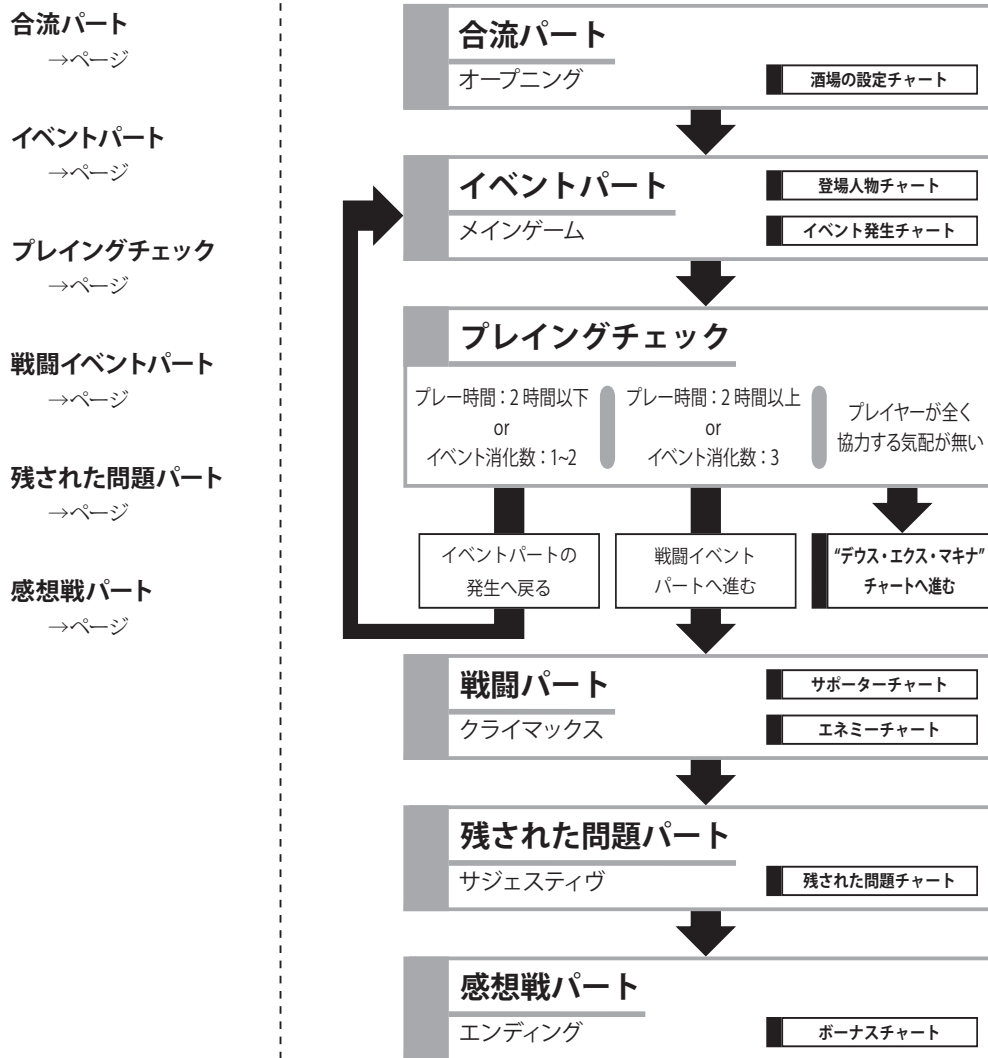 合流パート
→ページ
イベントパート
→ページ
プレイングチェック
→ページ
戦闘イベントパート
→ページ
残された問題パート
→ページ
感想戦パート
→ページ
合流パート
オープニング
酒場の設定チャート
イベントパート
登場人物チャート
メインゲーム
イベント発生チャート
プレイングチェック
プレー時間：2 時間以下
or
イベント消化数：1~2
プレー時間：2 時間以上
or
イベント消化数：3
プレイヤーが全く
協力する気配が無い
イベントパートの
発生へ戻る
戦闘イベント
パートへ進む
“デウス・エクス・マキナ”
チャートへ進む
戦闘パート
サポーターチャート
クライマックス
エネミーチャート
残された問題パート
サジェスティヴ
残された問題チャート
感想戦パート
エンディング
ボーナスチャート